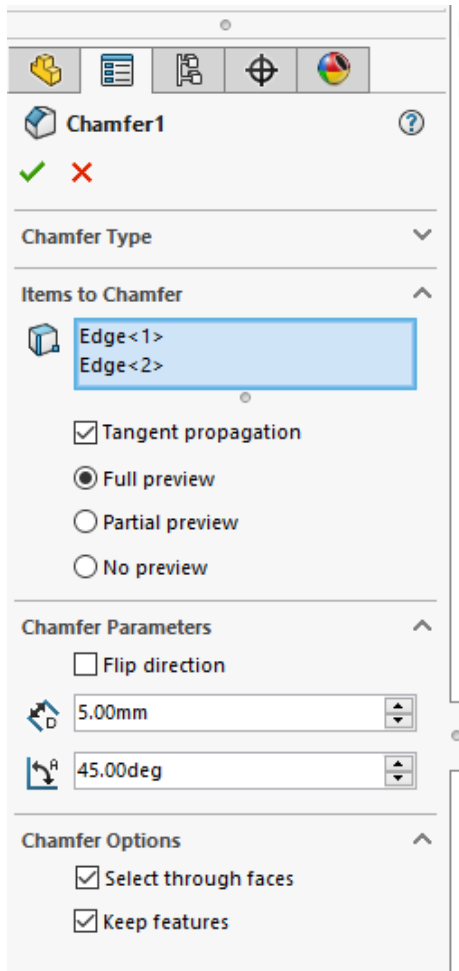 Chamfer1
Chamfer Type
Items to Chamfer
Edge<1>
Edge<2>
Tangent propagation
Full preview
Partial preview
No preview
Chamfer Parameters
Flip direction
D
5.00mm
A
45.00deg
Chamfer Options
Select through faces
Keep features